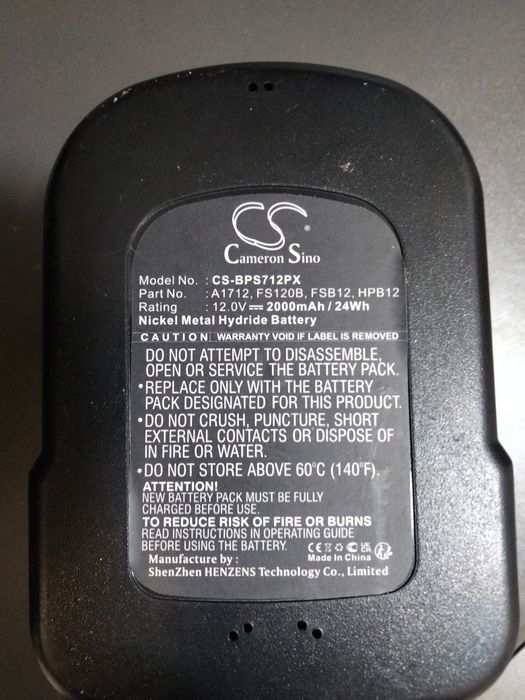 CS
Cameron Sino
Model No. : CS-BPS712PX
Part No. : A1712, FS120B, FSB12, HPB12
Rating : 12.0V⎓ 2000mAh / 24Wh
Nickel Metal Hydride Battery
CAUTION WARRANTY VOID IF LABEL IS REMOVED
DO NOT ATTEMPT TO DISASSEMBLE,
OPEN OR SERVICE THE BATTERY PACK.
•REPLACE ONLY WITH THE BATTERY
PACK DESIGNATED FOR THIS PRODUCT.
•DO NOT CRUSH, PUNCTURE, SHORT
EXTERNAL CONTACTS OR DISPOSE OF
IN FIRE OR WATER.
•DO NOT STORE ABOVE 60°C (140°F).
ATTENTION!
NEW BATTERY PACK MUST BE FULLY
CHARGED BEFORE USE.
TO REDUCE RISK OF FIRE OR BURNS
READ INSTRUCTIONS IN OPERATING GUIDE
BEFORE USING THE BATTERY.
CE
Made In China
Manufacture by :
ShenZhen HENZENS Technology Co., Limited